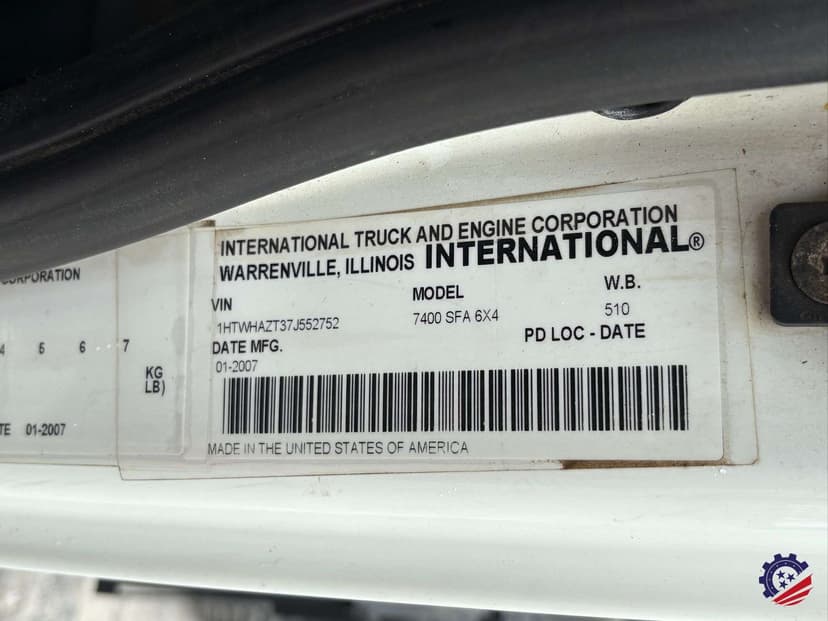 INTERNATIONAL TRUCK AND ENGINE CORPORATION
WARRENVILLE, ILLINOIS INTERNATIONAL®
VIN MODEL W.B.
1HTWHAZT37J552752 7400 SFA 6X4 510
DATE MFG. PD LOC - DATE
01-2007
MADE IN THE UNITED STATES OF AMERICA
CORPORATION
4 5 6 7
KG
LB)
TE 01-2007